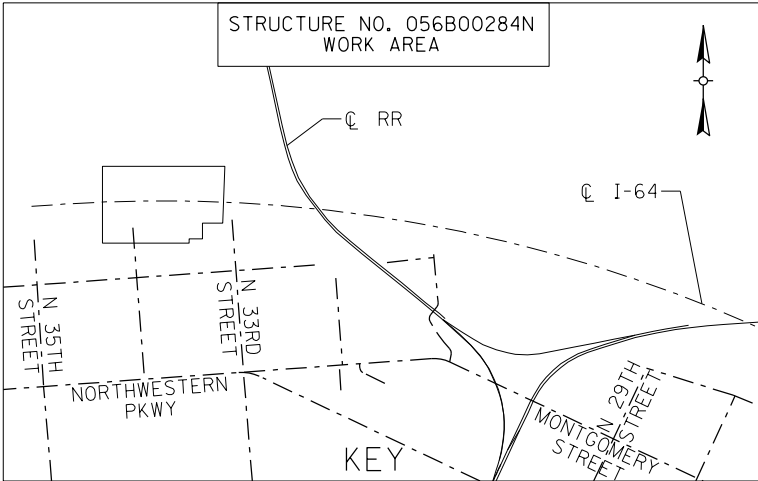 STRUCTURE NO. 056B00284N
WORK AREA
℄ RR
℄ I-64
N 35TH
STREET
N 33RD
STREET
NORTHWESTERN
PKWY
N 29TH
STREET
MONTGOMERY
STREET
KEY